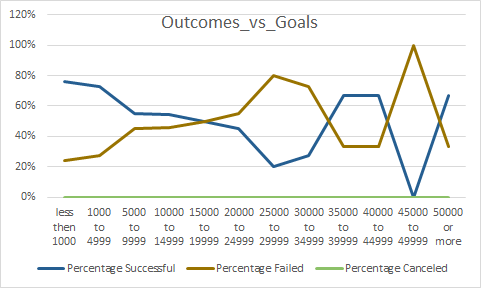 Outcomes_vs_Goals
120%
100%
80%
60%
40%
20%
0%
less then 1000
1000 to 4999
5000 to 9999
10000 to 14999
15000 to 19999
20000 to 24999
25000 to 29999
30000 to 34999
35000 to 39999
40000 to 44999
45000 to 49999
50000 or more
Percentage Successful
Percentage Failed
Percentage Canceled